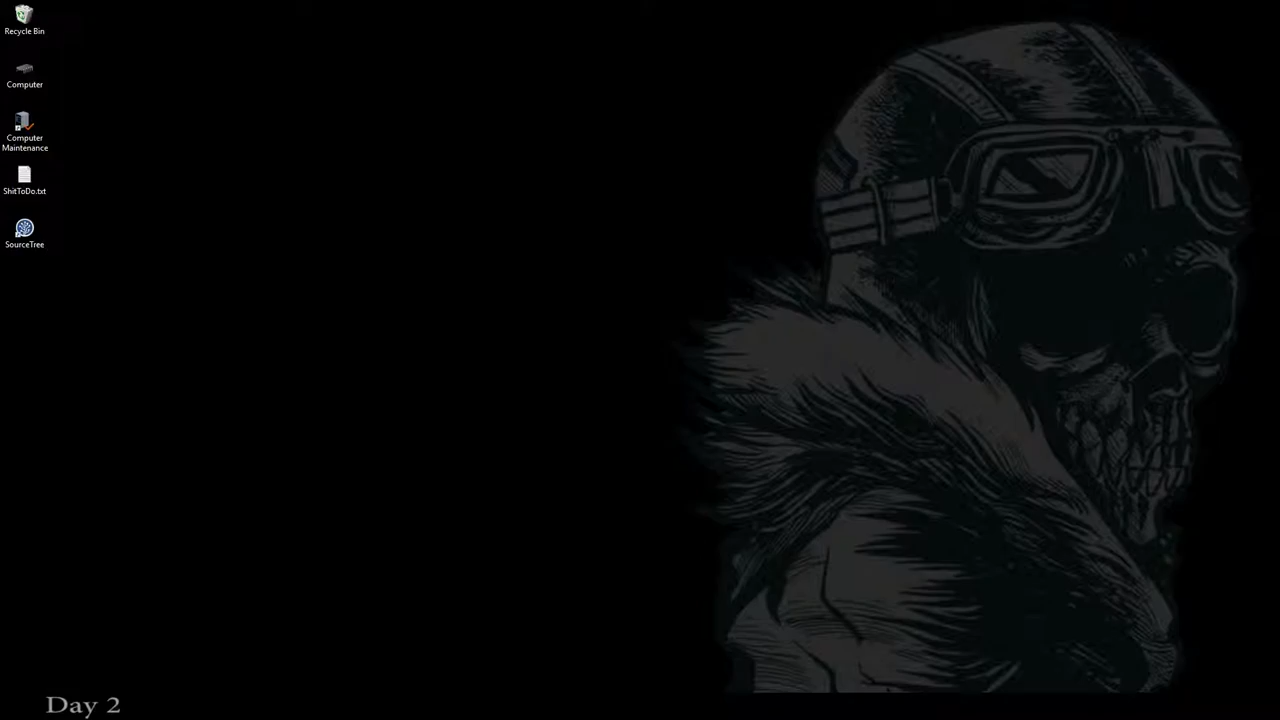 Recycle Bin
Computer
Computer
Maintenance
ShitToDo.txt
SourceTree
Day 2